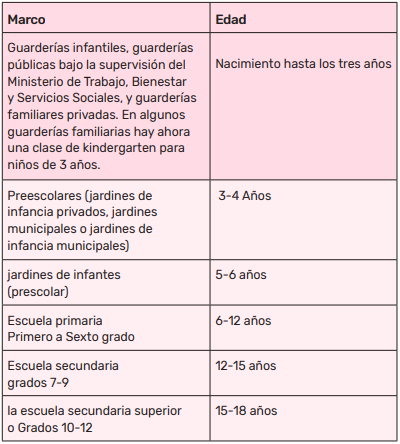 Marco
Edad
Guarderías infantiles, guarderías
públicas bajo la supervisión del
Ministerio de Trabajo, Bienestar
y Servicios Sociales, y guarderías
familiares privadas. En algunos
guarderías familiarias hay ahora
una clase de kindergarten para
niños de 3 años.
Nacimiento hasta los tres años
Preescolares (jardines de
infancia privados, jardines
municipales o jardines de
infancia municipales)
3-4 Años
jardines de infantes
(prescolar)
5-6 años
Escuela primaria
Primero a Sexto grado
6-12 años
Escuela secundaria
grados 7-9
12-15 años
la escuela secundaria superior
o Grados 10-12
15-18 años